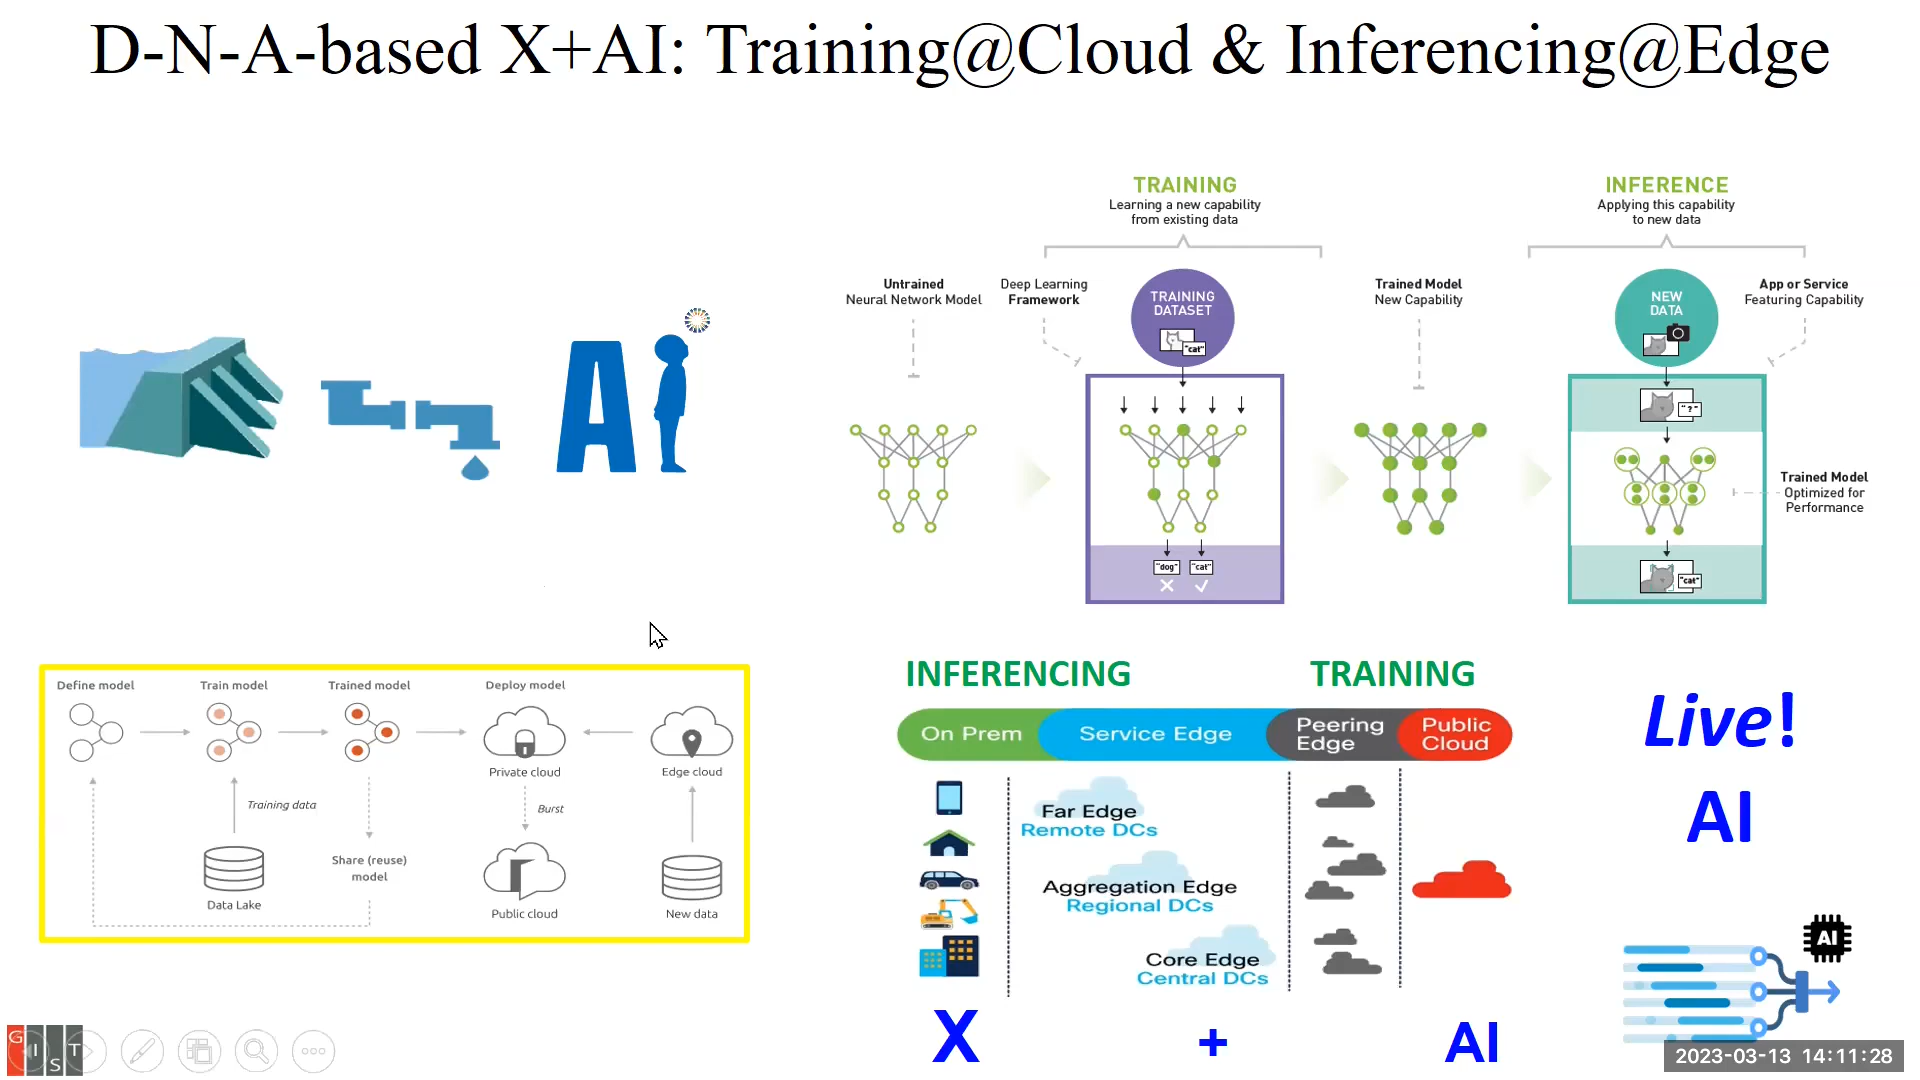 D-N-A-based X+AI: Training@Cloud & Inferencing@Edge
TRAINING
Learning a new capability
from existing data
INFERENCE
Applying this capability
to new data
Untrained
Neural Network Model
Deep Learning
Framework
TRAINING
DATASET
"cat"
Trained Model
New Capability
NEW
DATA
App or Service
Featuring Capability
"?"
Trained Model
Optimized for
Performance
"dog"
"cat"
"cat"
Ai
Define model
Train model
Trained model
Deploy model
Private cloud
Edge cloud
Training data
Burst
Share (reuse)
model
Data Lake
Public cloud
New data
INFERENCING
TRAINING
On Prem
Service Edge
Peering
Edge
Public
Cloud
Far Edge
Remote DCs
Aggregation Edge
Regional DCs
Core Edge
Central DCs
X
+
AI
Live!
AI
AI
GIST
2023-03-13 14:11:28